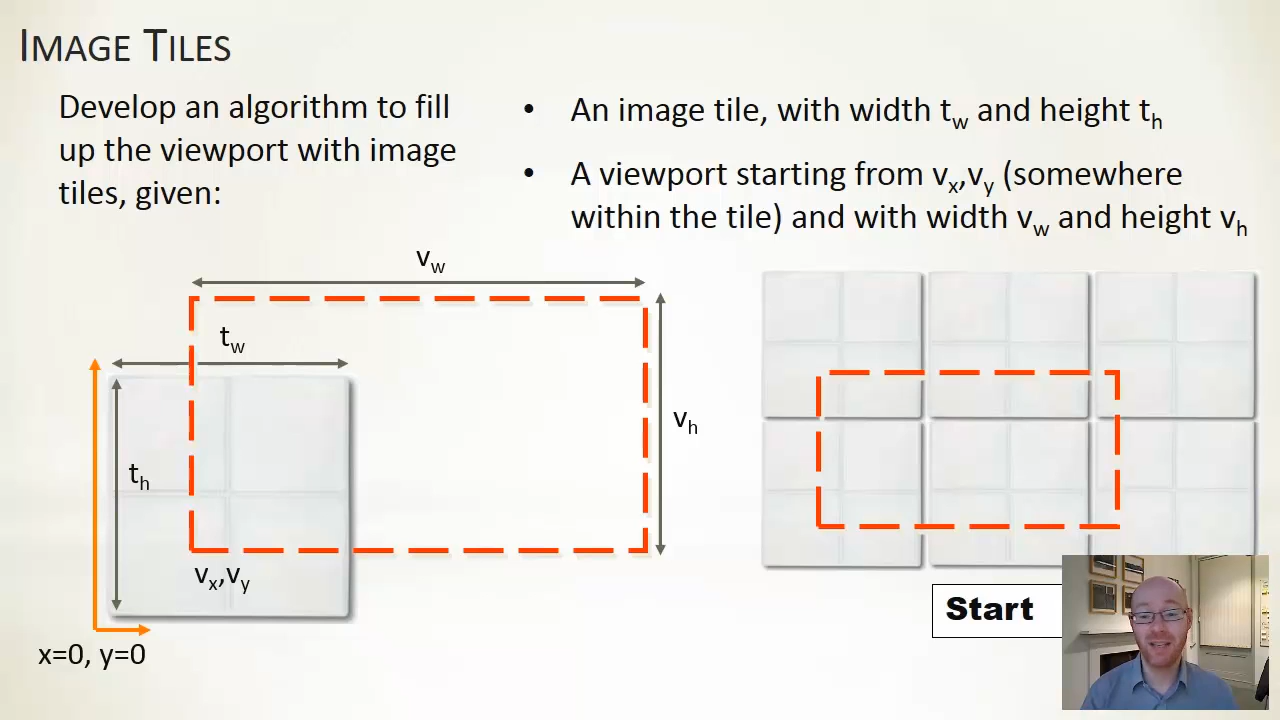 IMAGE TILES
Develop an algorithm to fill
up the viewport with image
tiles, given:
• An image tile, with width tw and height th
• A viewport starting from vx,vy (somewhere
within the tile) and with width vw and height vh
vw
tw
vh
th
vx,vy
x=0, y=0
Start